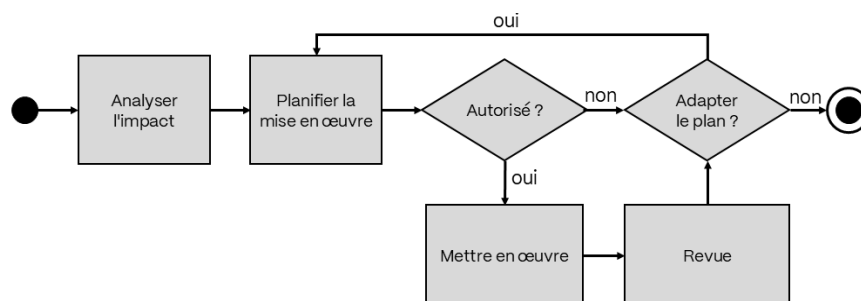 oui
Analyser
l'impact
Planifier la
mise en œuvre
Autorisé ?
non
Adapter
le plan ?
non
oui
Mettre en œuvre
Revue